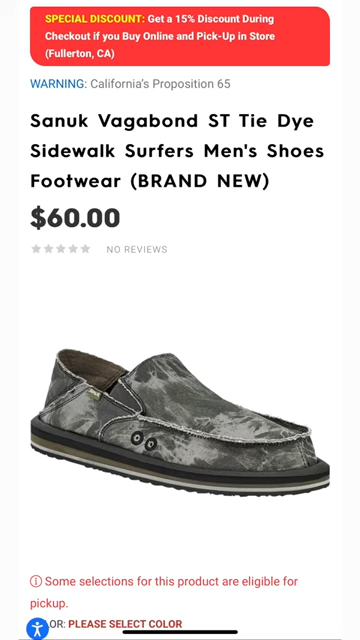 SPECIAL DISCOUNT: Get a 15% Discount During
Checkout if you Buy Online and Pick-Up in Store
(Fullerton, CA)
WARNING: California’s Proposition 65
Sanuk Vagabond ST Tie Dye
Sidewalk Surfers Men's Shoes
Footwear (BRAND NEW)
$60.00
NO REVIEWS
Some selections for this product are eligible for
pickup.
OR: PLEASE SELECT COLOR